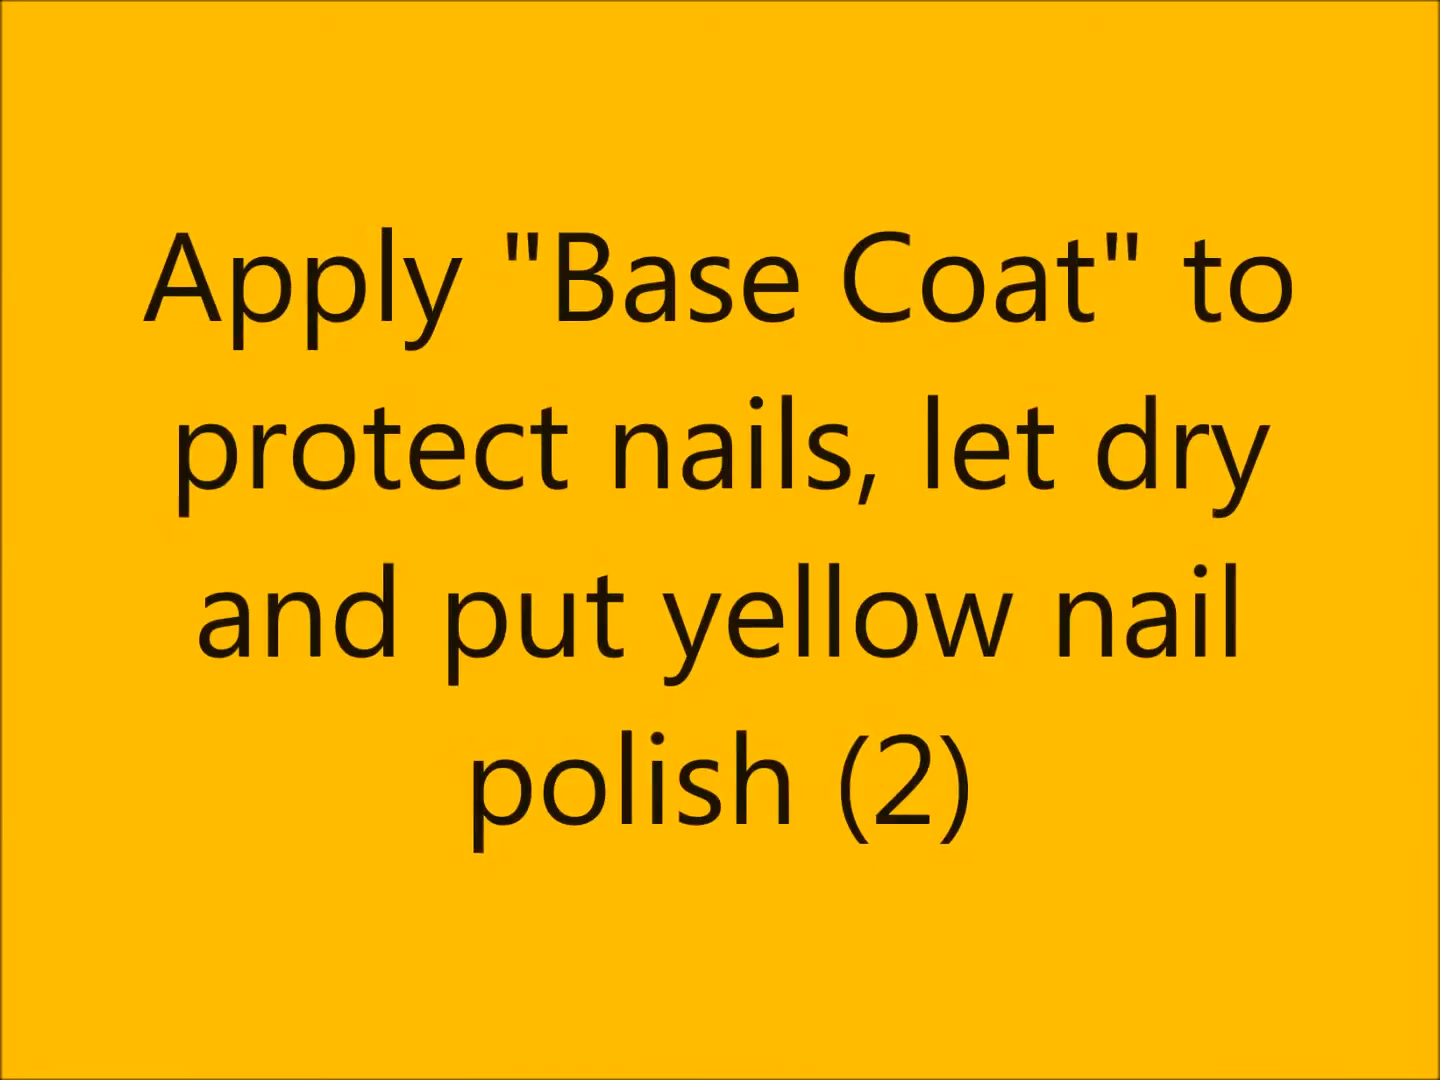 Apply "Base Coat" to
protect nails, let dry
and put yellow nail
polish (2)